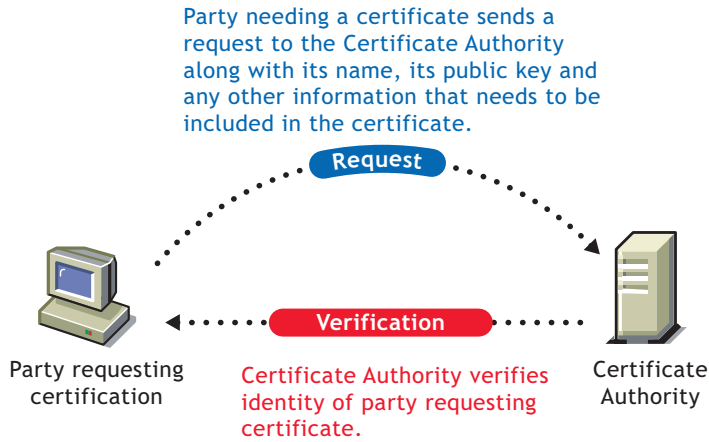 Party needing a certificate sends a
request to the Certificate Authority
along with its name, its public key and
any other information that needs to be
included in the certificate.
Request
Verification
Party requesting
certification
Certificate Authority verifies
identity of party requesting
certificate.
Certificate
Authority